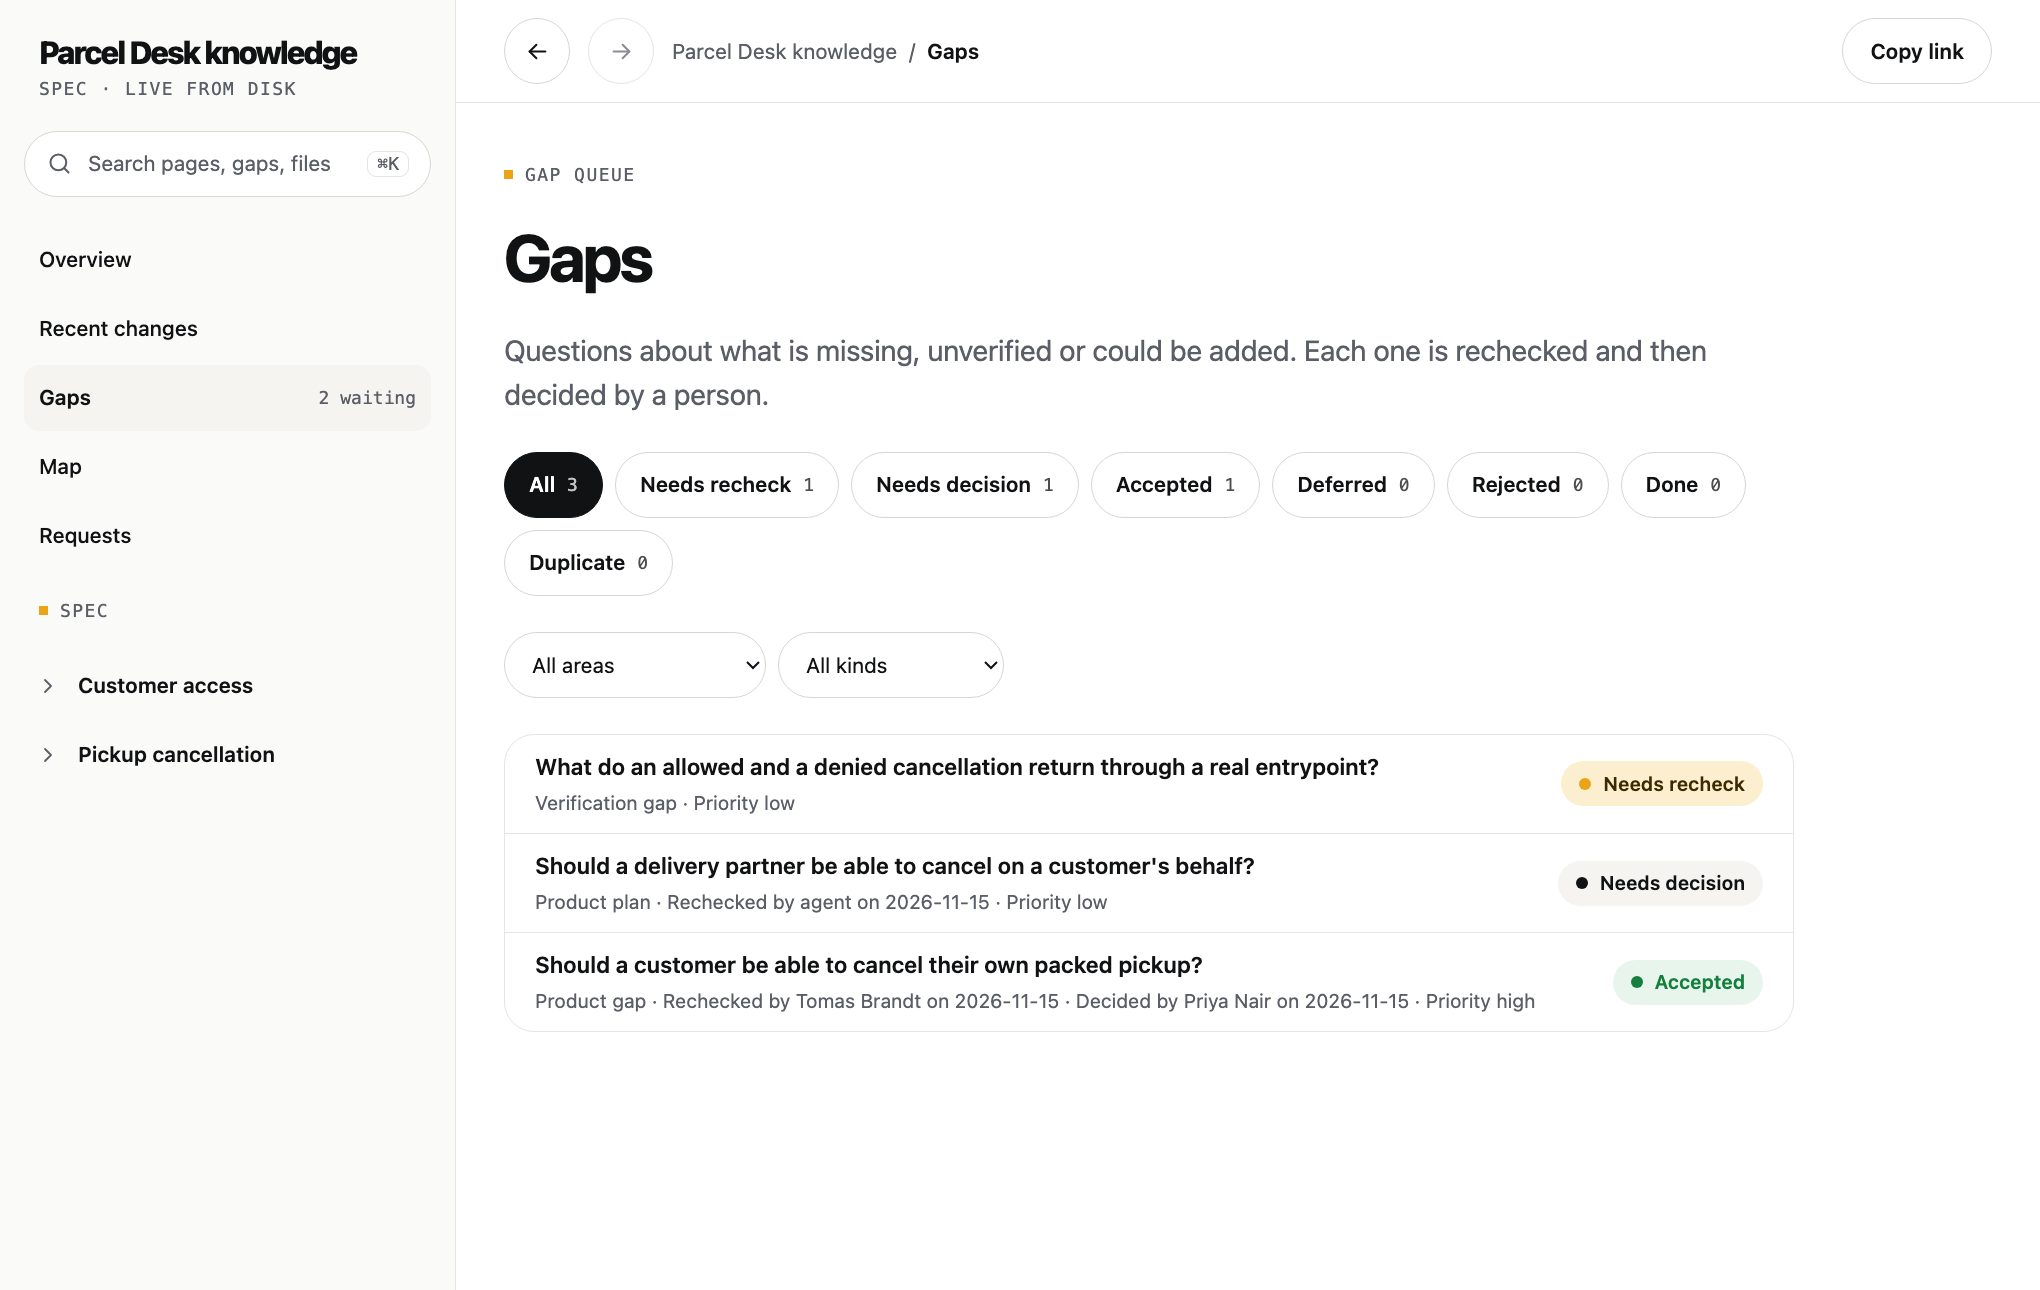 Parcel Desk knowledge
SPEC · LIVE FROM DISK
Search pages, gaps, files ⌘K
Overview
Recent changes
Gaps 2 waiting
Map
Requests
SPEC
Customer access
Pickup cancellation
Parcel Desk knowledge / Gaps
Copy link
GAP QUEUE
Gaps
Questions about what is missing, unverified or could be added. Each one is rechecked and then
decided by a person.
All 3 Needs recheck 1 Needs decision 1 Accepted 1 Deferred 0 Rejected 0 Done 0
Duplicate 0
All areas All kinds
What do an allowed and a denied cancellation return through a real entrypoint?
Verification gap · Priority low
Needs recheck
Should a delivery partner be able to cancel on a customer's behalf?
Product plan · Rechecked by agent on 2026-11-15 · Priority low
Needs decision
Should a customer be able to cancel their own packed pickup?
Product gap · Rechecked by Tomas Brandt on 2026-11-15 · Decided by Priya Nair on 2026-11-15 · Priority high
Accepted